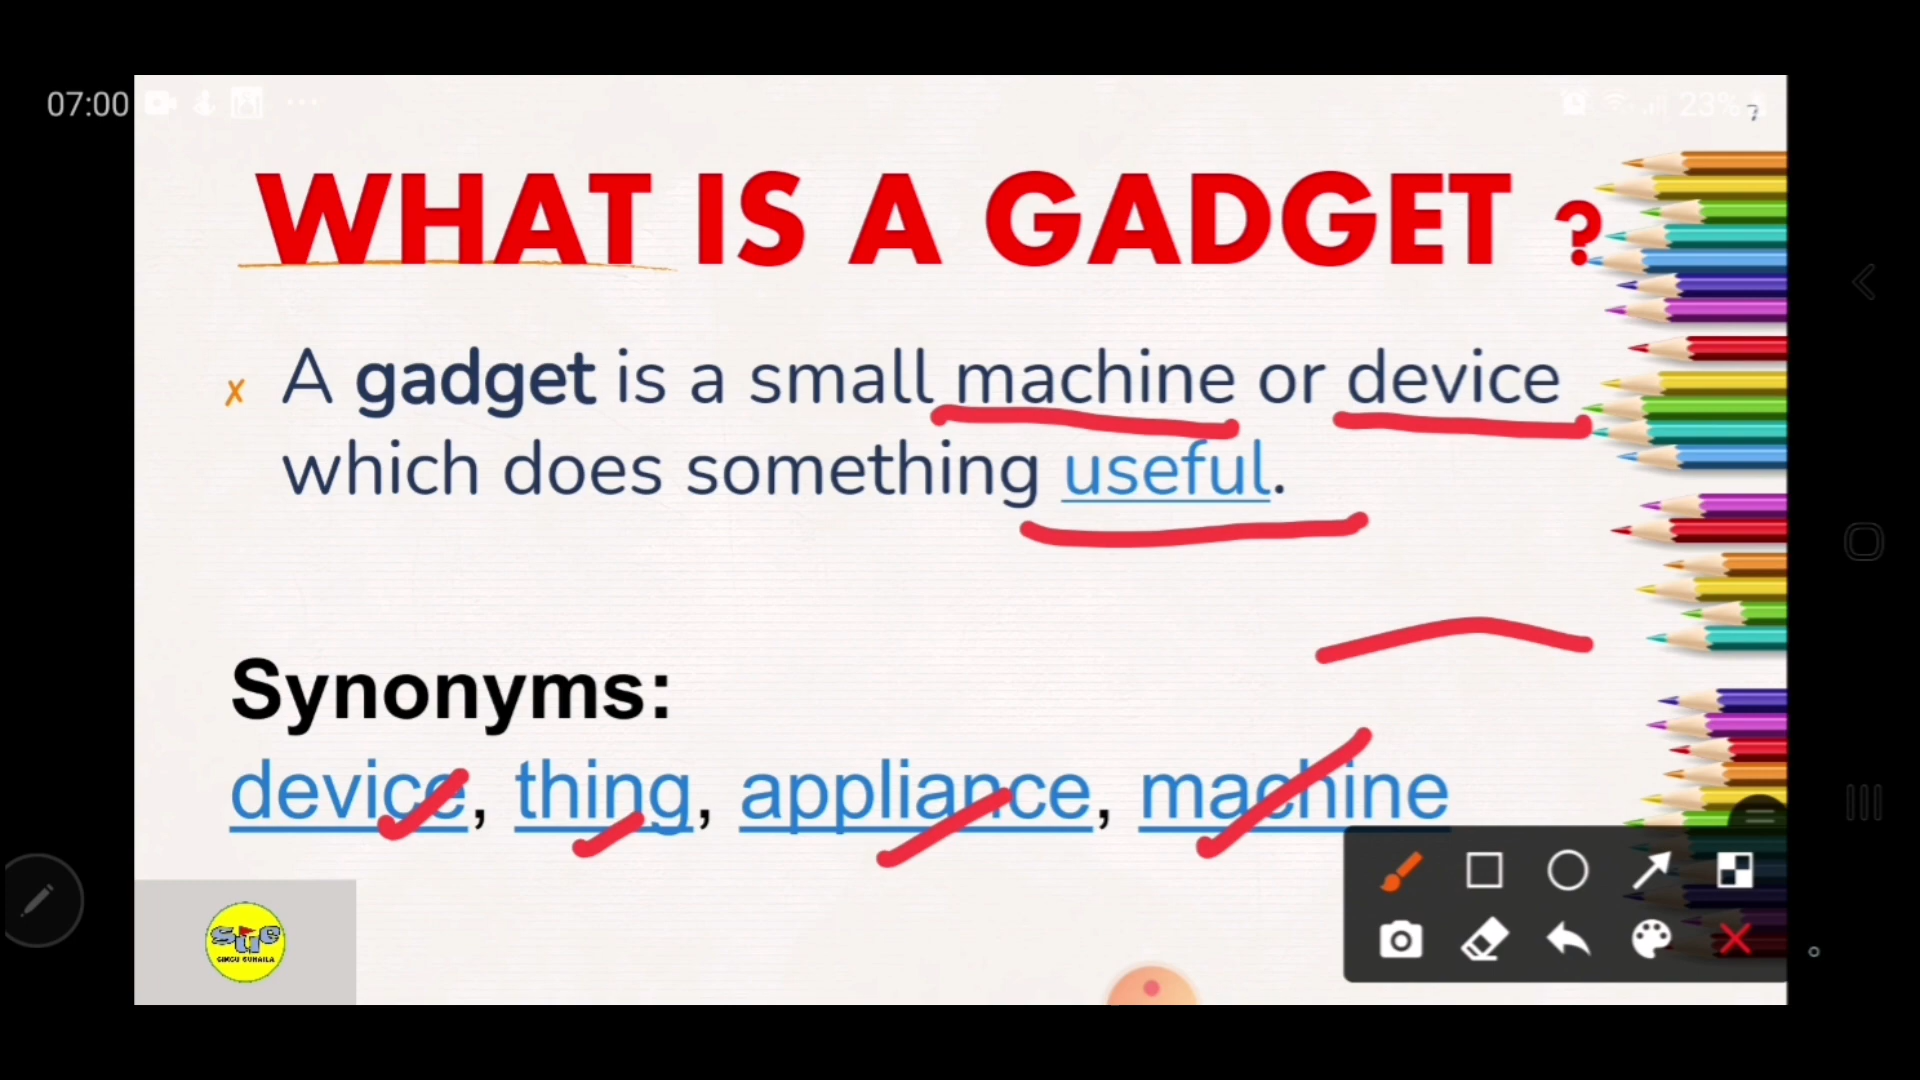 07:00
23%
?
WHAT IS A GADGET ?
x A gadget is a small machine or device
which does something useful.
Synonyms:
device, thing, appliance, machine